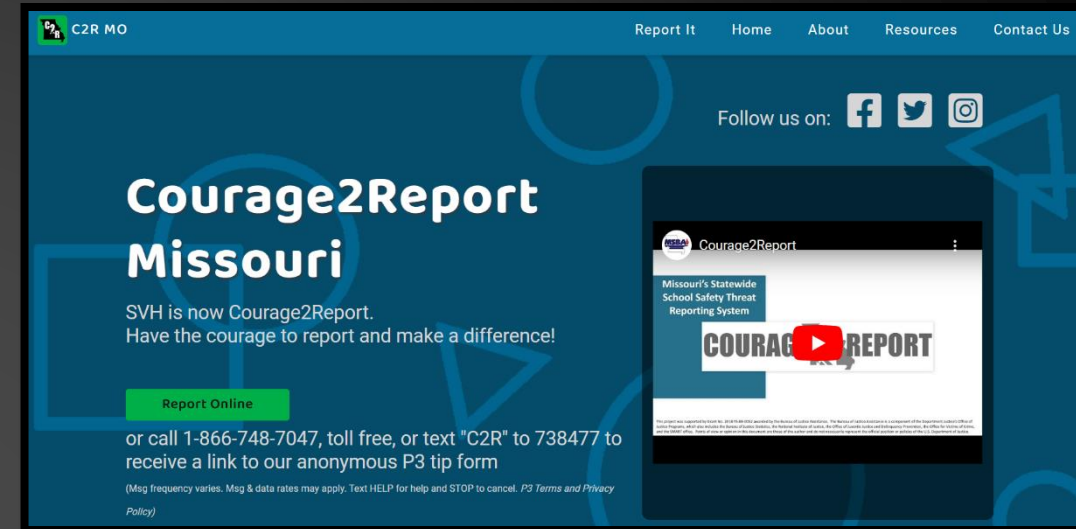 C2R C2R MO
Report It Home About Resources Contact Us
Follow us on:
Courage2Report
Missouri
SVH is now Courage2Report.
Have the courage to report and make a difference!
Report Online
or call 1-866-748-7047, toll free, or text "C2R" to 738477 to
receive a link to our anonymous P3 tip form
(Msg frequency varies. Msg & data rates may apply. Text HELP for help and STOP to cancel. P3 Terms and Privacy
Policy)
MSBA Courage2Report
Missouri's Statewide
School Safety Threat
Reporting System
COURAG REPORT